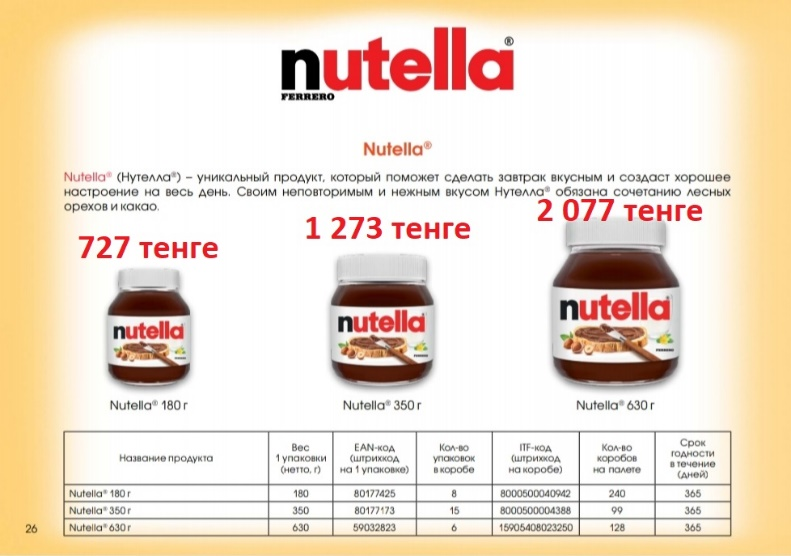 nutella®
FERRERO
Nutella®
Nutella® (Нутелла®) – уникальный продукт, который поможет сделать завтрак вкусным и создаст хорошее
настроение на весь день. Своим неповторимым и нежным вкусом Нутелла® обязана сочетанию лесных
орехов и какао.
727 тенге
1 273 тенге
2 077 тенге
nutella
FERRERO
nutella
FERRERO
nutella
FERRERO
Nutella® 180 г
Nutella® 350 г
Nutella® 630 г
Название продукта
Вес
1 упаковки
(нетто, г)
EAN-код
(штрихкод
на 1 упаковке)
Кол-во
упаковок
в коробе
ITF-код
(штрихкод
на коробе)
Кол-во
коробов
на палете
Срок
годности
в течение
(дней)
Nutella® 180 г 180 80177425 8 8000500040942 240 365
Nutella® 350 г 350 80177173 15 8000500004388 99 365
Nutella® 630 г 630 59032823 6 15905408023250 128 365
26